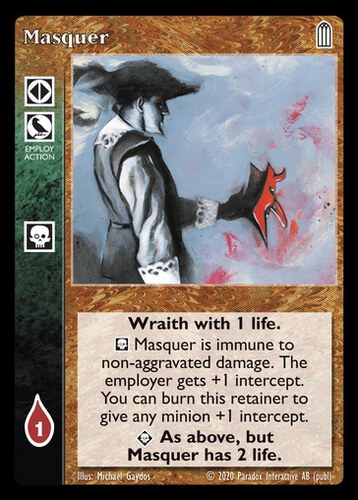 Masquer
EMPLOY
ACTION
Wraith with 1 life.
Masquer is immune to
non-aggravated damage. The
employer gets +1 intercept.
You can burn this retainer to
give any minion +1 intercept.
As above, but
Masquer has 2 life.
1
Illus: Michael Gaydos © 2020 Paradox Interactive AB (publ)